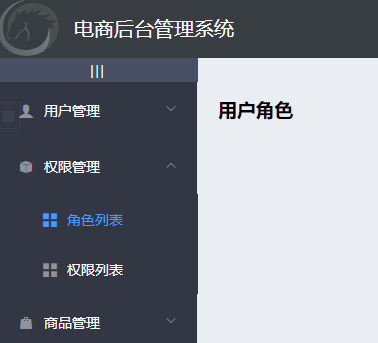 电商后台管理系统
|||
用户管理
用户角色
权限管理
角色列表
权限列表
商品管理